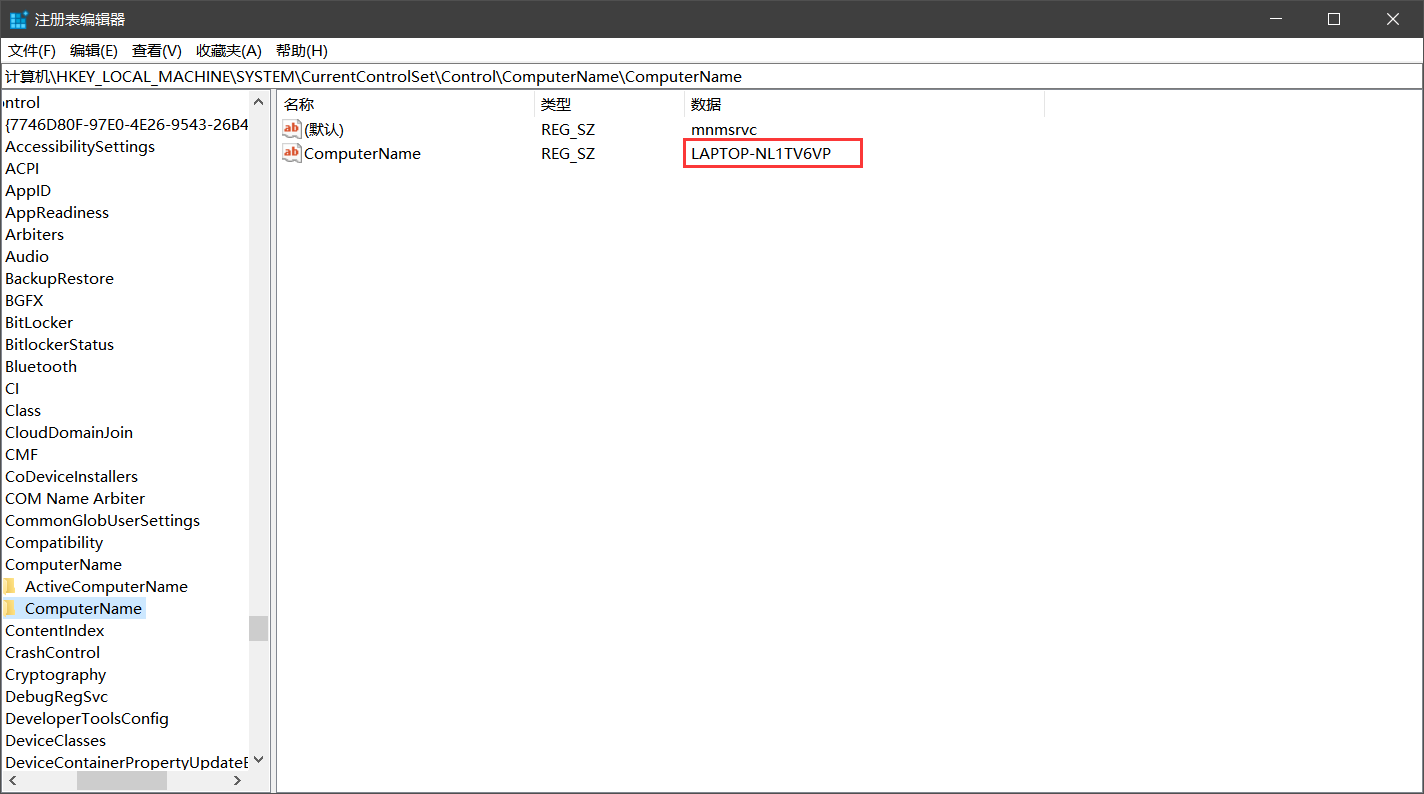 注册表编辑器
文件(F) 编辑(E) 查看(V) 收藏夹(A) 帮助(H)
计算机\HKEY_LOCAL_MACHINE\SYSTEM\CurrentControlSet\Control\ComputerName\ComputerName
ontrol
{7746D80F-97E0-4E26-9543-26B4
AccessibilitySettings
ACPI
AppID
AppReadiness
Arbiters
Audio
BackupRestore
BGFX
BitLocker
BitlockerStatus
Bluetooth
CI
Class
CloudDomainJoin
CMF
CoDeviceInstallers
COM Name Arbiter
CommonGlobUserSettings
Compatibility
ComputerName
ActiveComputerName
ComputerName
ContentIndex
CrashControl
Cryptography
DebugRegSvc
DeveloperToolsConfig
DeviceClasses
DeviceContainerPropertyUpdateE
名称 类型 数据
ab (默认) REG_SZ mnmsrvc
ab ComputerName REG_SZ LAPTOP-NL1TV6VP